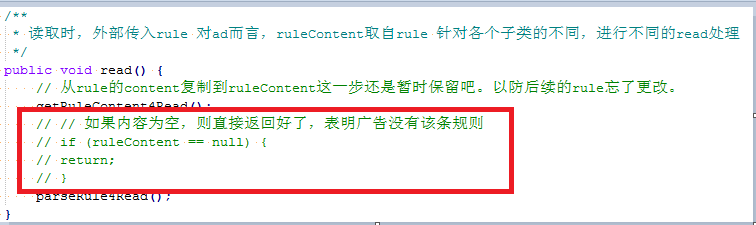 /**
* 读取时，外部传入rule 对ad而言，ruleContent取自rule 针对各个子类的不同，进行不同的read处理
*/
public void read() {
// 从rule的content复制到ruleContent这一步还是暂时保留吧。以防后续的rule忘了更改。
getRuleContent4Read();
// // 如果内容为空，则直接返回好了，表明广告没有该条规则
// if (ruleContent == null) {
// return;
// }
parseRule4Read();
}